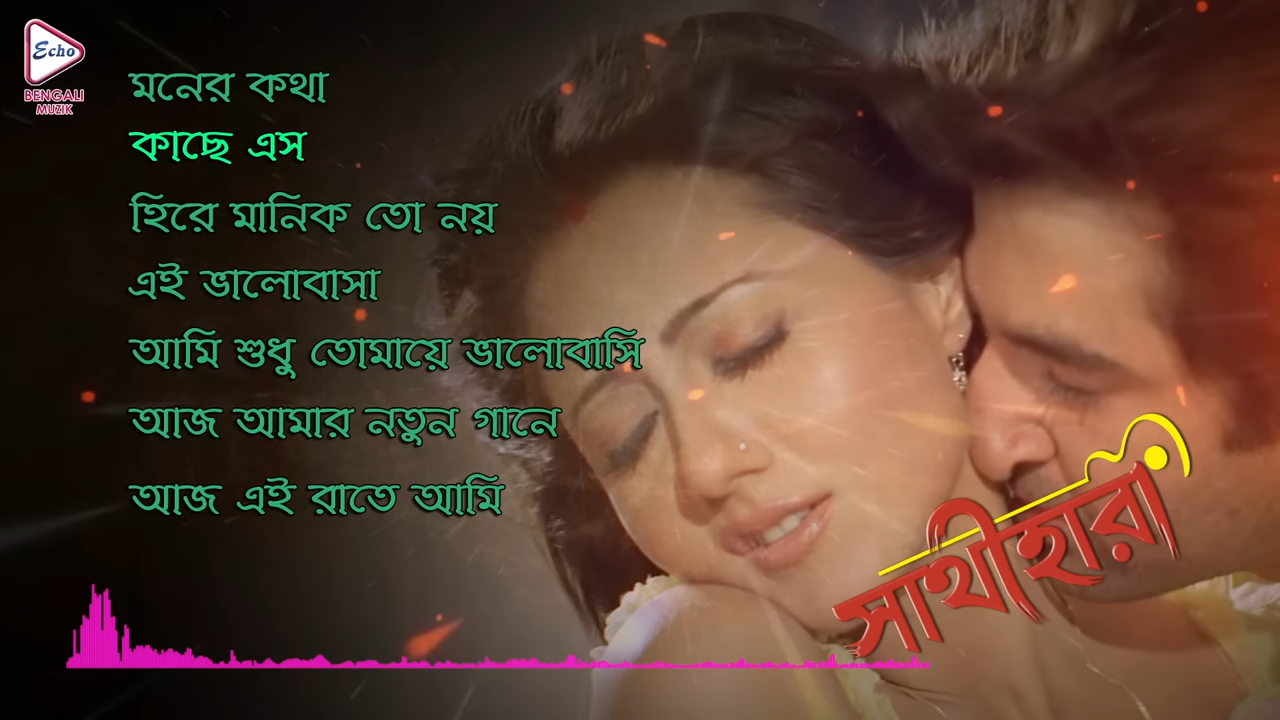 Echo
BENGALI
MUZIK
মনের কথা
কাছে এস
হিরে মানিক তো নয়
এই ভালোবাসা
আমি শুধু তোমায়ে ভালোবাসি
আজ আমার নতুন গানে
আজ এই রাতে আমি
সাথীহারা